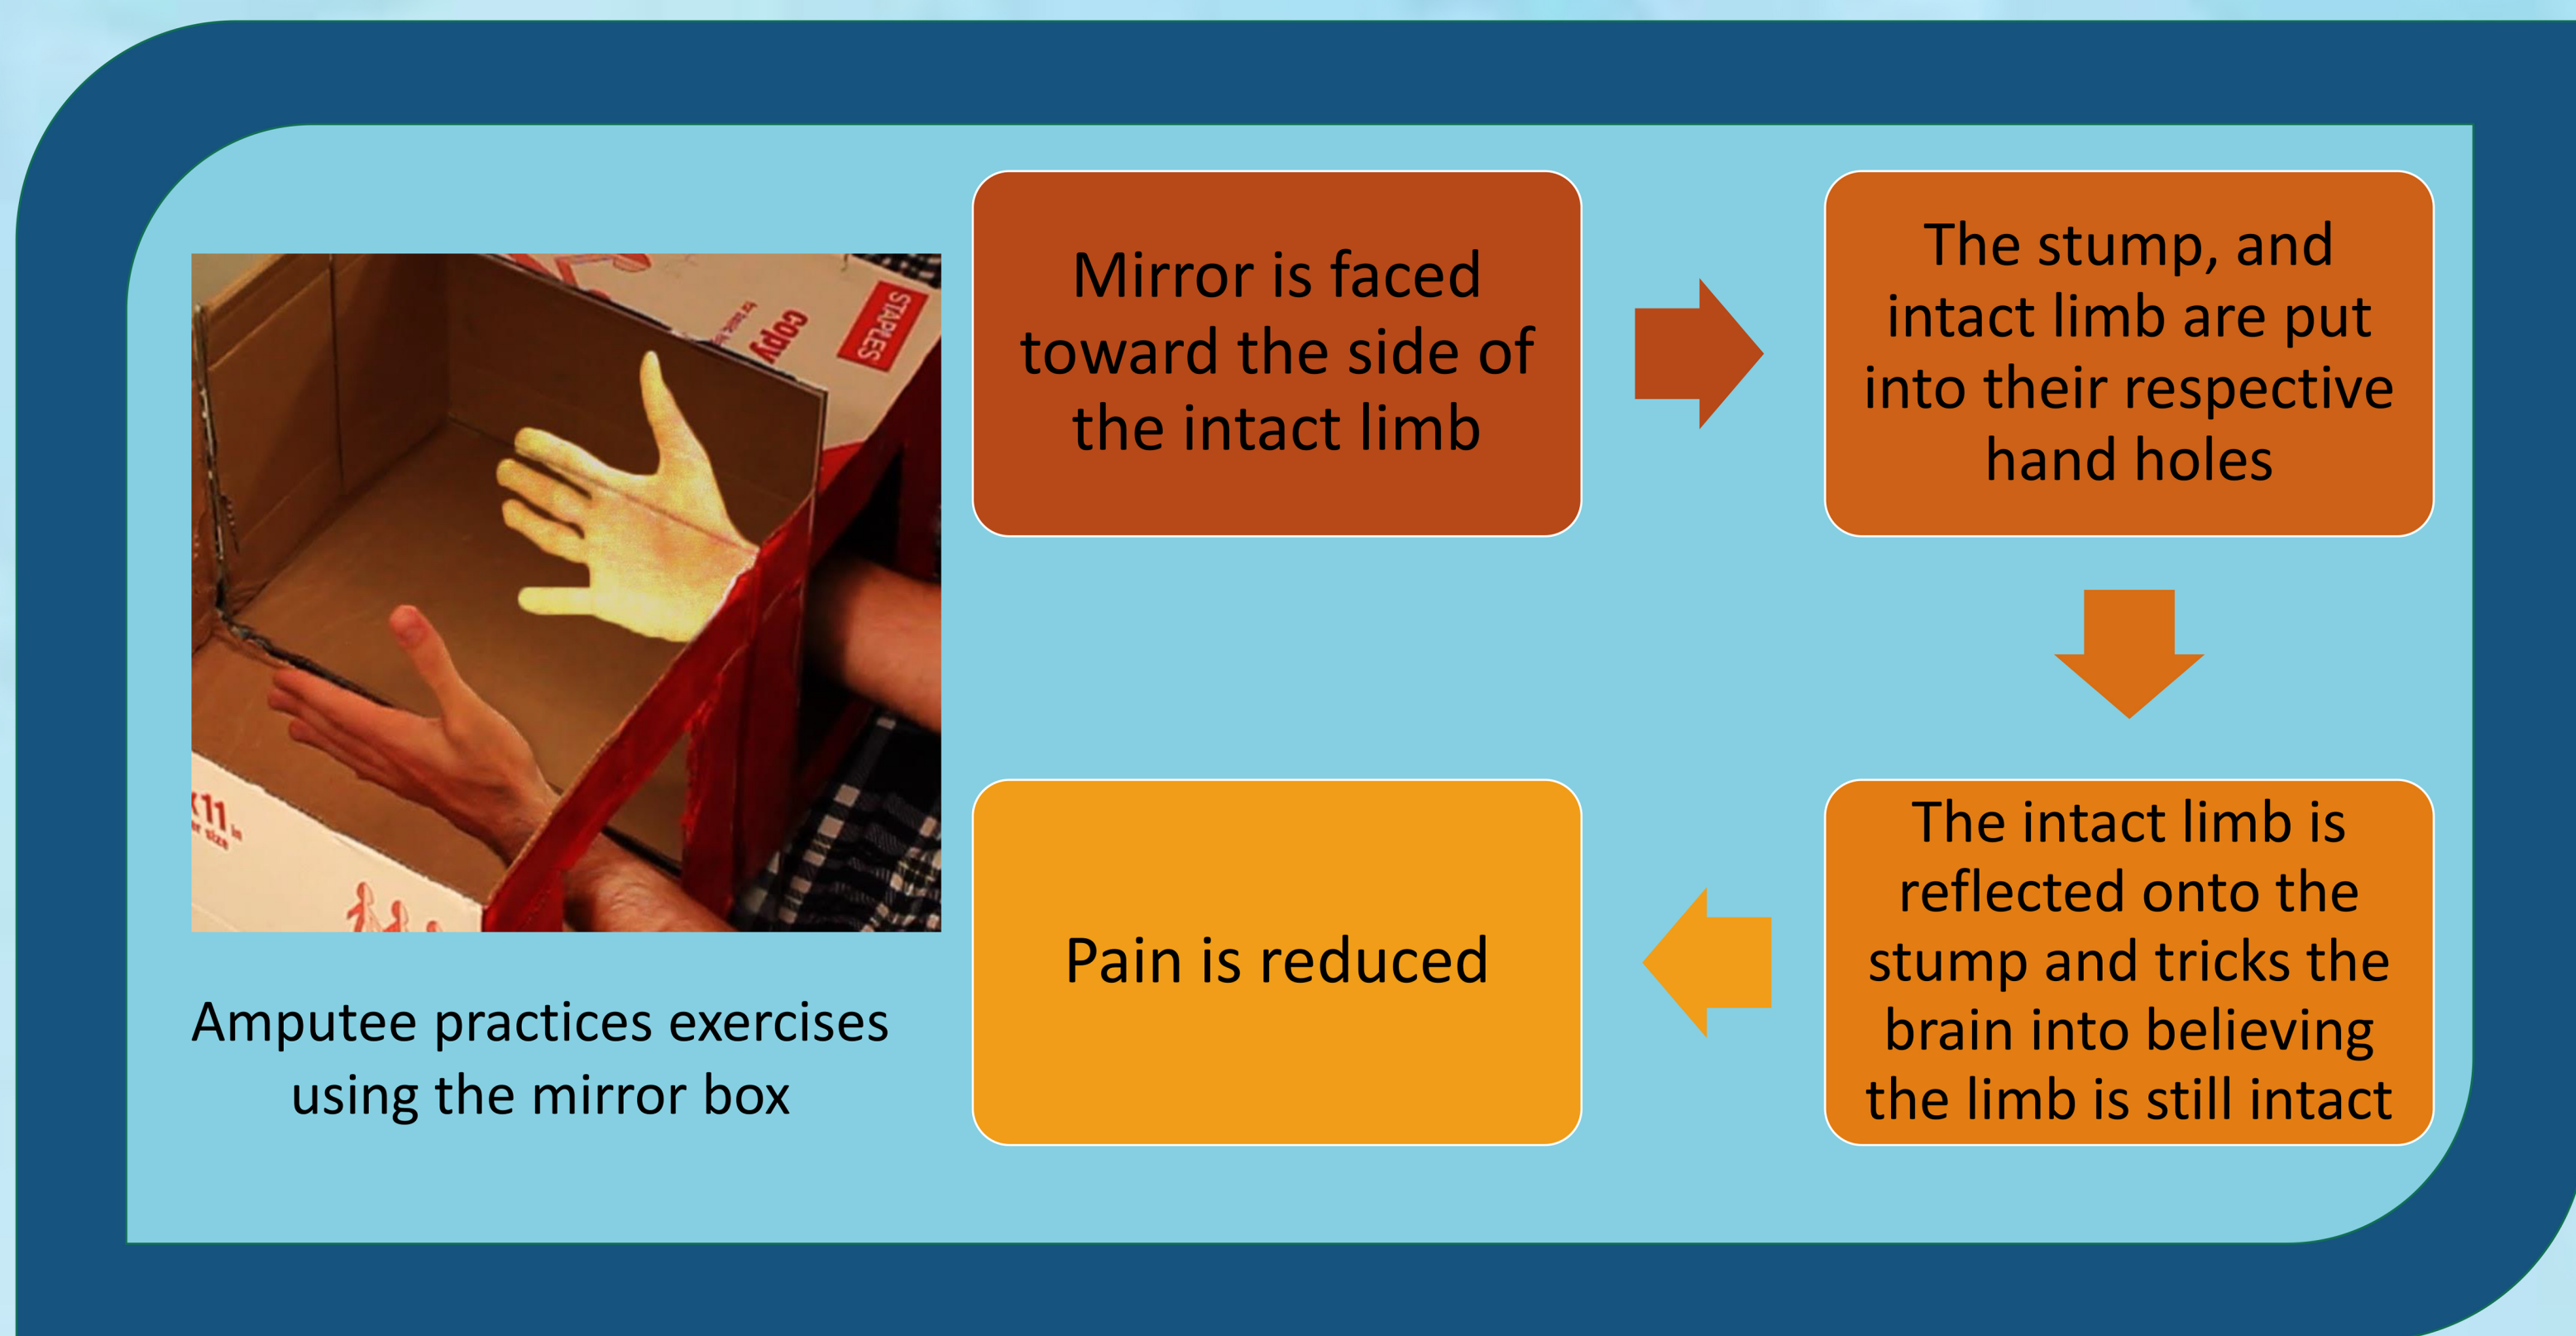 STAPLES
copy
x11 in
Amputee practices exercises
using the mirror box
Mirror is faced
toward the side of
the intact limb
The stump, and
intact limb are put
into their respective
hand holes
The intact limb is
reflected onto the
stump and tricks the
brain into believing
the limb is still intact
Pain is reduced